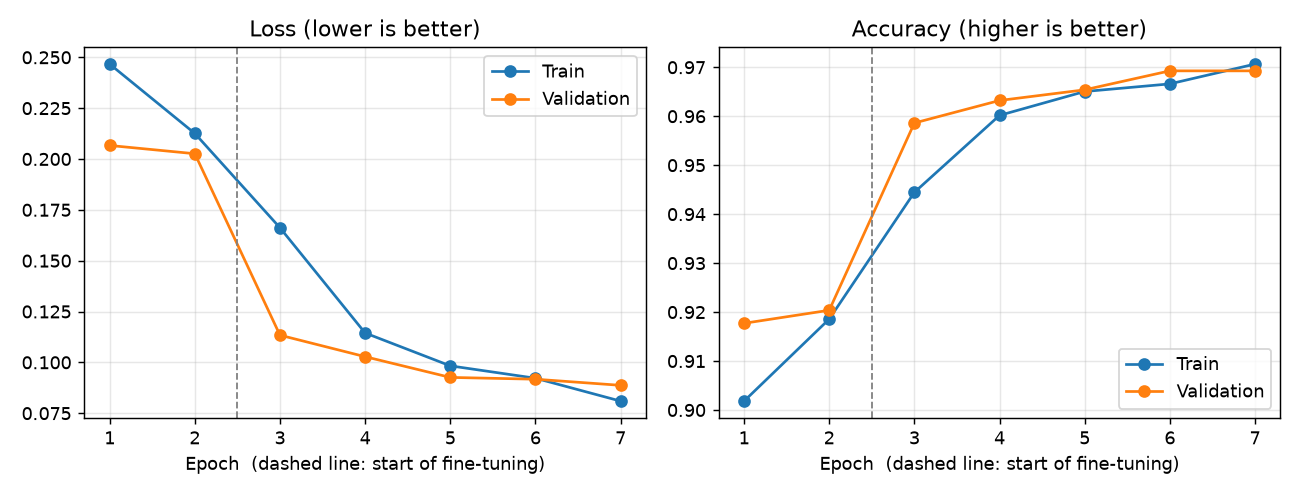 Loss (lower is better)
0.250
0.225
0.200
0.175
0.150
0.125
0.100
0.075
Train
Validation
1 2 3 4 5 6 7
Epoch (dashed line: start of fine-tuning)
Accuracy (higher is better)
0.97
0.96
0.95
0.94
0.93
0.92
0.91
0.90
Train
Validation
1 2 3 4 5 6 7
Epoch (dashed line: start of fine-tuning)